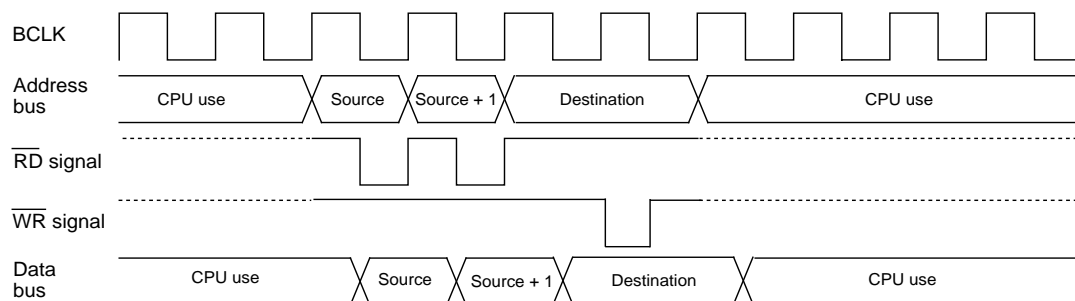 BCLK
Address
bus
CPU use
Source
Source + 1
Destination
CPU use
RD signal
WR signal
Data
bus
CPU use
Source
Source + 1
Destination
CPU use